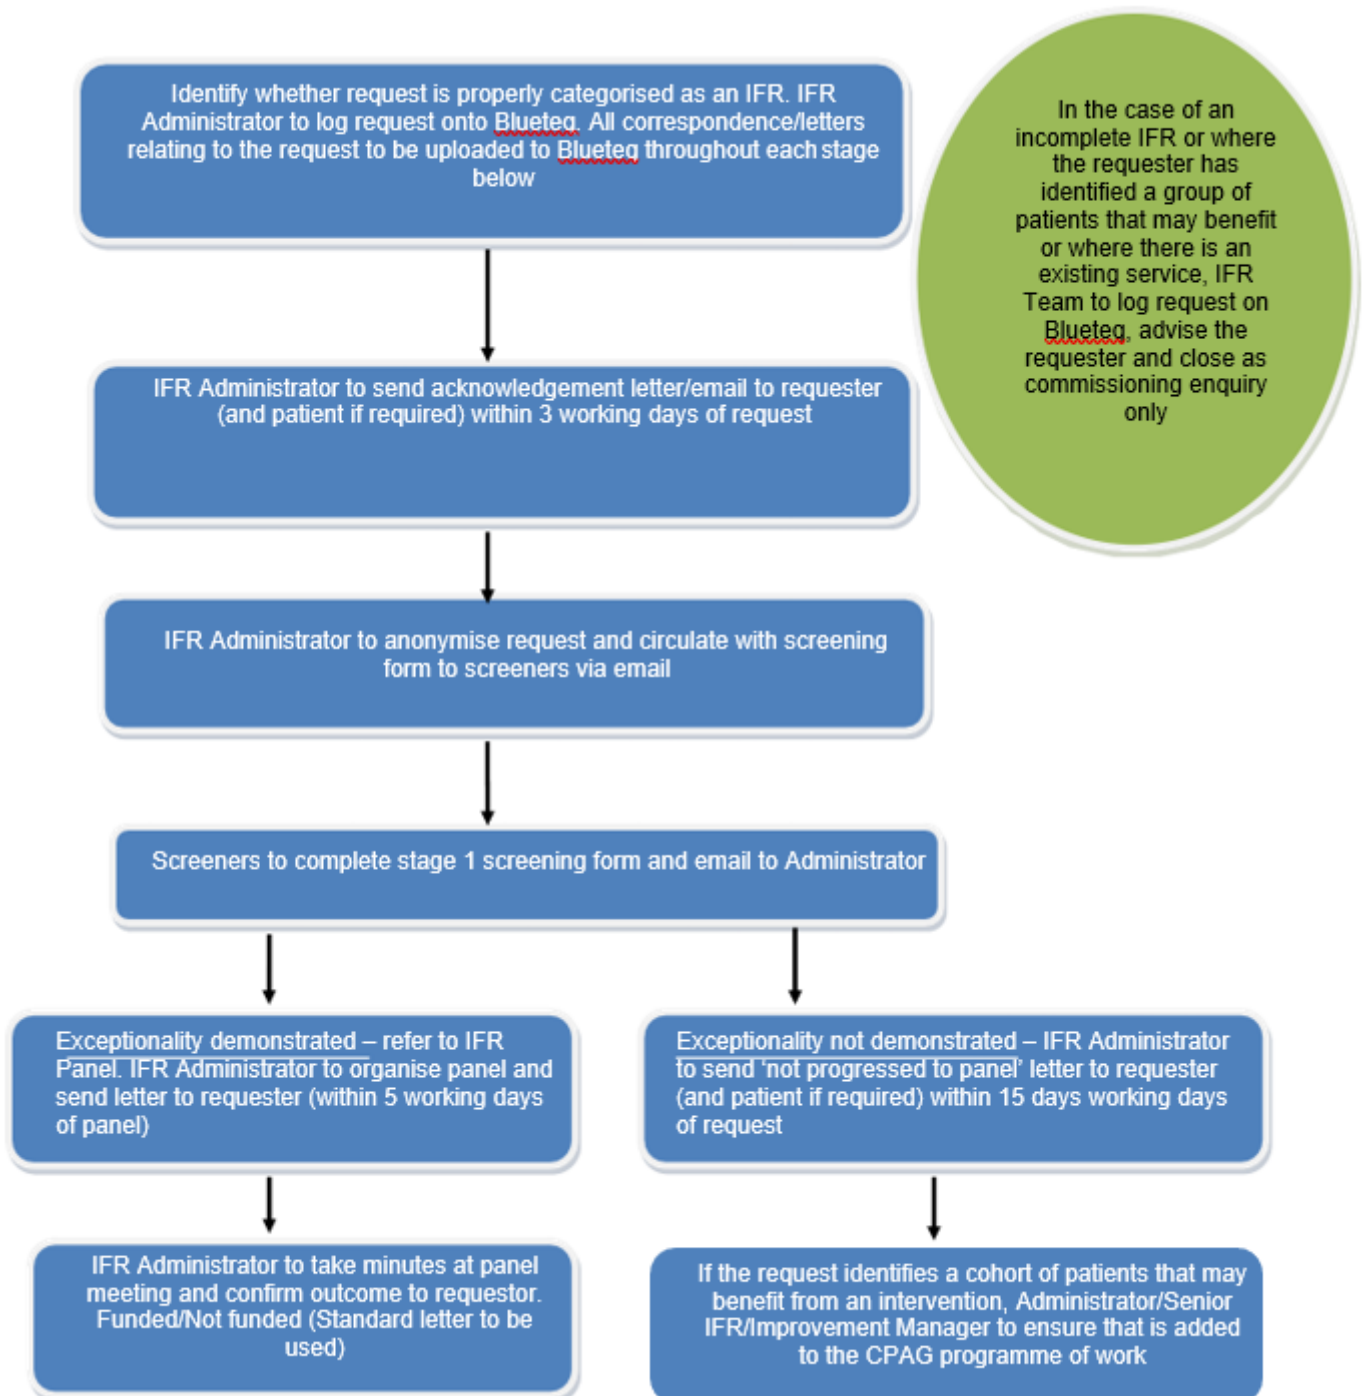 Identify whether request is properly categorised as an IFR. IFR
Administrator to log request onto Blueteq. All correspondence/letters
relating to the request to be uploaded to Blueteq throughout each stage
below
In the case of an
incomplete IFR or where
the requester has
identified a group of
patients that may benefit
or where there is an
existing service, IFR
Team to log request on
Blueteq, advise the
requester and close as
commissioning enquiry
only
IFR Administrator to send acknowledgement letter/email to requester
(and patient if required) within 3 working days of request
IFR Administrator to anonymise request and circulate with screening
form to screeners via email
Screeners to complete stage 1 screening form and email to Administrator
Exceptionality demonstrated – refer to IFR
Panel. IFR Administrator to organise panel and
send letter to requester (within 5 working days
of panel)
Exceptionality not demonstrated – IFR Administrator
to send ‘not progressed to panel’ letter to requester
(and patient if required) within 15 days working days
of request
IFR Administrator to take minutes at panel
meeting and confirm outcome to requestor.
Funded/Not funded (Standard letter to be
used)
If the request identifies a cohort of patients that may
benefit from an intervention, Administrator/Senior
IFR/Improvement Manager to ensure that is added
to the CPAG programme of work